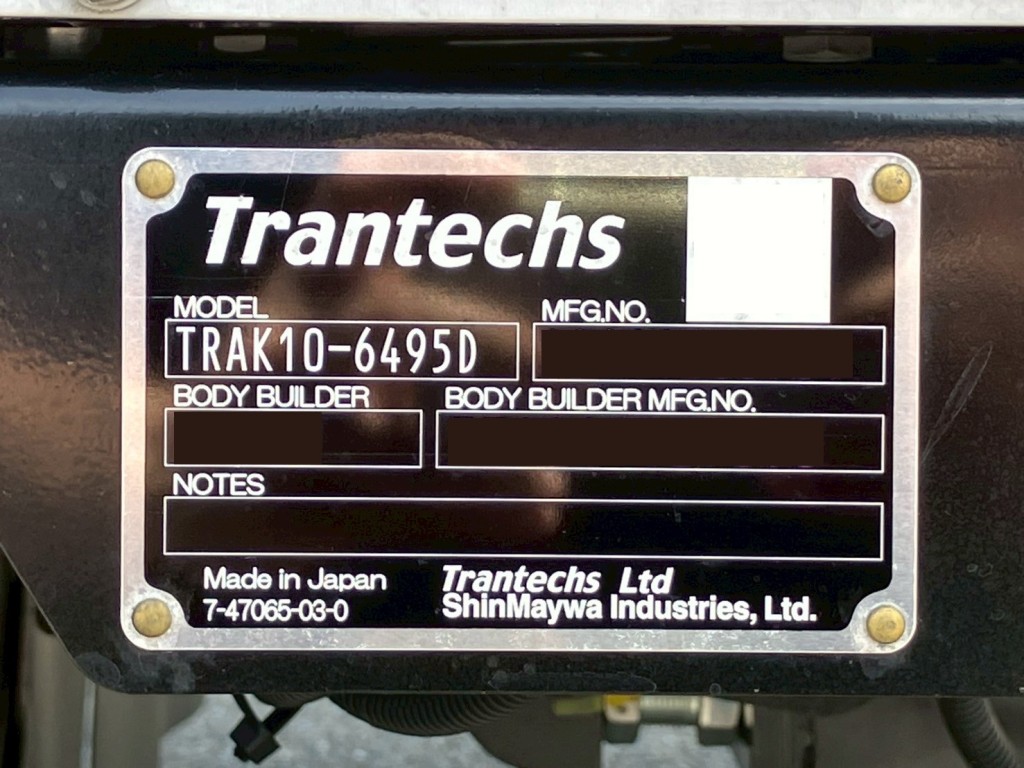 Trantechs
MODEL MFG.NO.
TRAK10-6495D
BODY BUILDER BODY BUILDER MFG.NO.
NOTES
Made in Japan Trantechs Ltd
7-47065-03-0 ShinMaywa Industries, Ltd.